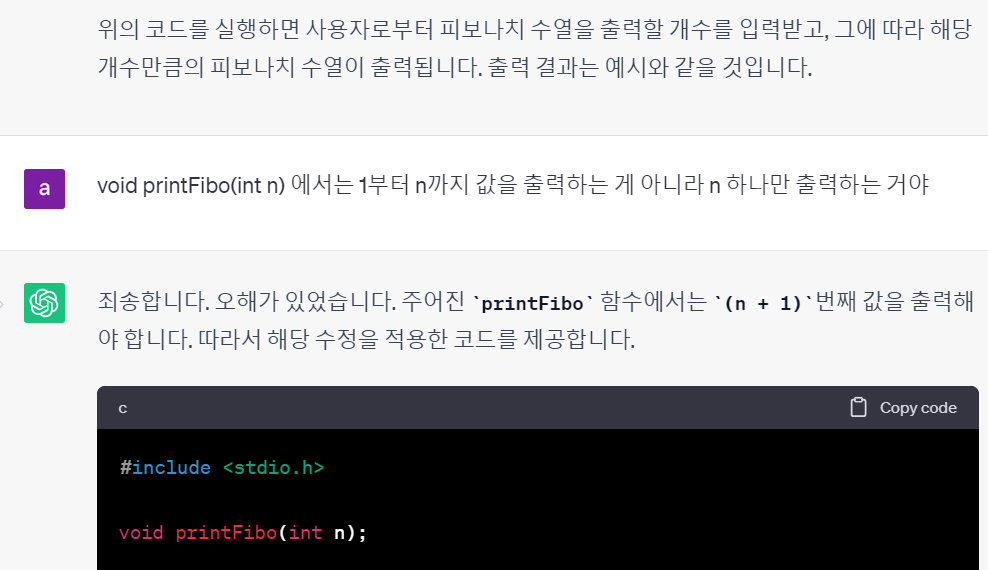 위의 코드를 실행하면 사용자로부터 피보나치 수열을 출력할 개수를 입력받고, 그에 따라 해당
개수만큼의 피보나치 수열이 출력됩니다. 출력 결과는 예시와 같을 것입니다.
a
void printFibo(int n) 에서는 1부터 n까지 값을 출력하는 게 아니라 n 하나만 출력하는 거야
죄송합니다. 오해가 있었습니다. 주어진 `printFibo` 함수에서는 `(n + 1)`번째 값을 출력해
야 합니다. 따라서 해당 수정을 적용한 코드를 제공합니다.
c
Copy code
#include <stdio.h>
void printFibo(int n);